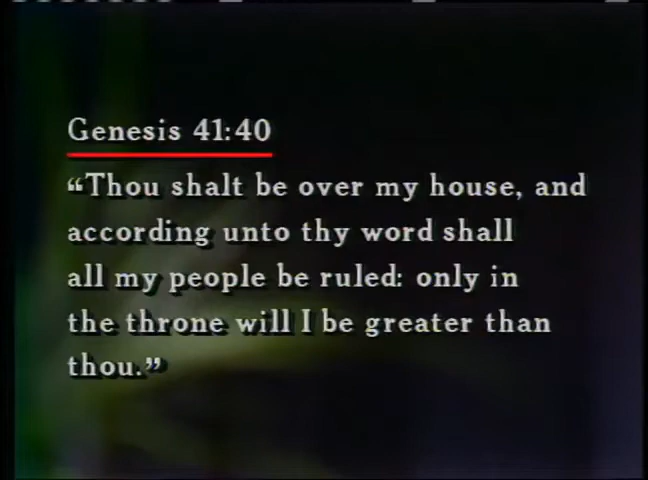 Genesis 41:40
“Thou shalt be over my house, and
according unto thy word shall
all my people be ruled: only in
the throne will I be greater than
thou.”